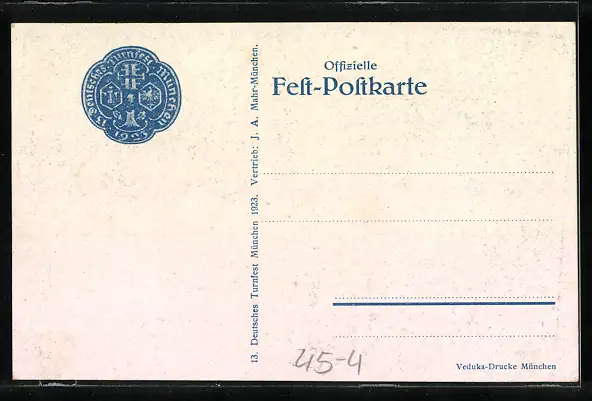 13. Deutsches Turnfest München
1923
Offizielle
Fest-Postkarte
13. Deutsches Turnfest München 1923. Vertrieb: J. A. Mahr-München.
45-4
Veduka-Drucke München